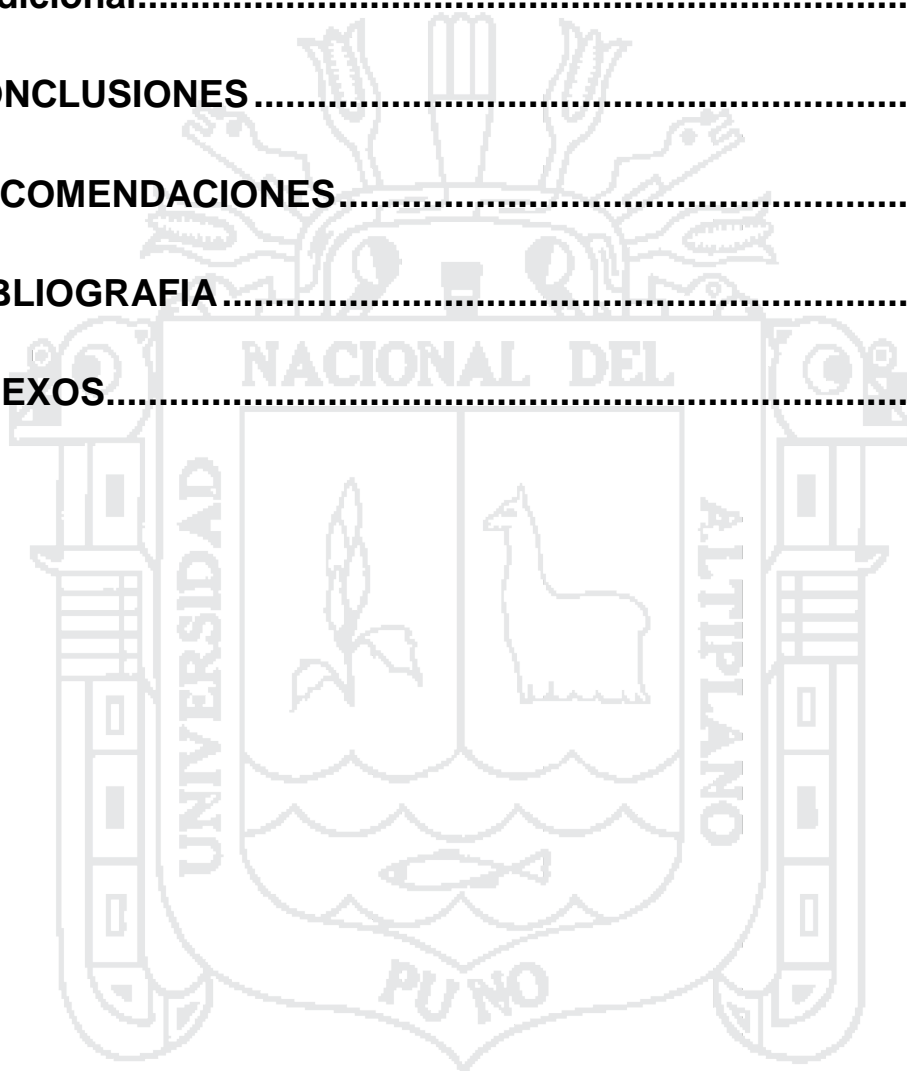 dicional
ONCLUSIONES
COMENDACIONES
BLIOGRAFIA
EXOS
NACIONAL DEL
UNIVERSIDAD
ALTIPLANO
PUNO